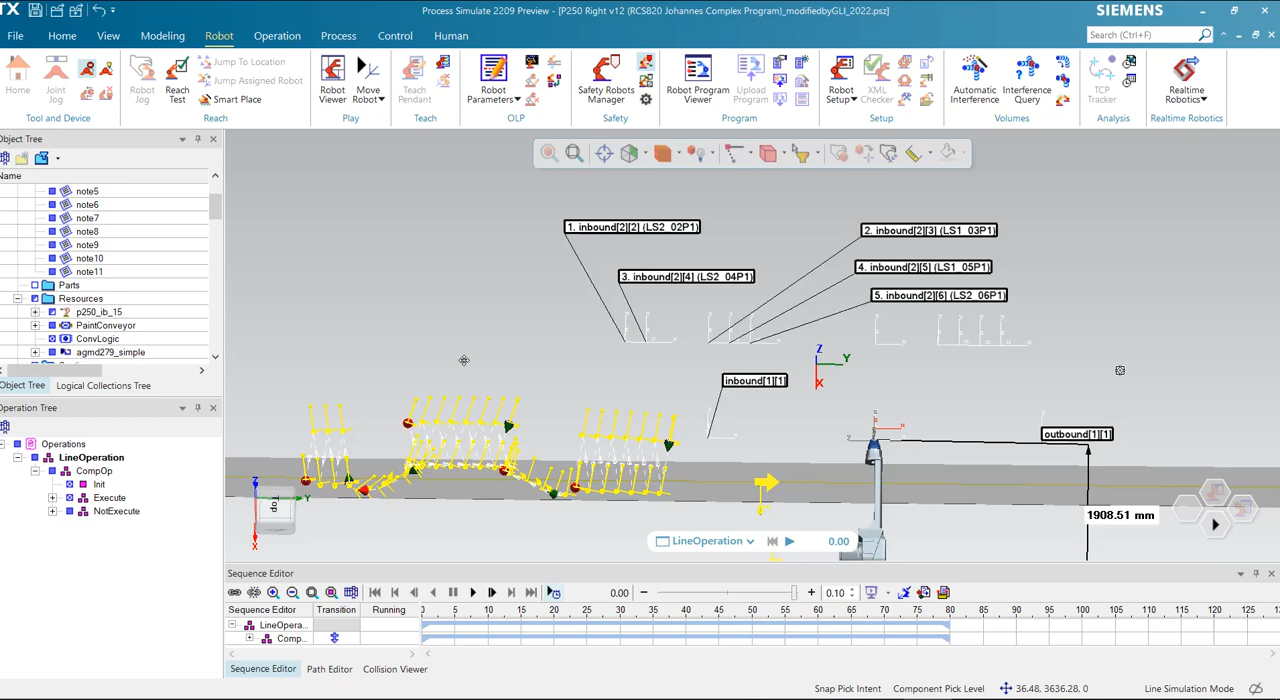 TX
Process Simulate 2209 Preview - [P250 Right v12 (RCS820 Johannes Complex Program)_modifiedbyGLI_2022.psz]
SIEMENS
File Home View Modeling Robot Operation Process Control Human
Search (Ctrl+F)
Home
Joint Jog
Tool and Device
Robot Jog
Reach Test
Jump To Location
Jump Assigned Robot
Smart Place
Reach
Robot Viewer
Move Robot
Play
Teach Pendant
Teach
Robot Parameters
OLP
Safety Robots Manager
Safety
Robot Program Viewer
Upload Program
Program
Robot Setup
XML Checker
Setup
Automatic Interference
Interference Query
Volumes
TCP Tracker
Analysis
Realtime Robotics
Realtime Robotics
Object Tree
Name
note5
note6
note7
note8
note9
note10
note11
Parts
Resources
p250_ib_15
PaintConveyor
ConvLogic
agmd279_simple
Object Tree
Logical Collections Tree
Operation Tree
Operations
LineOperation
CompOp
Init
Execute
NotExecute
1. inbound[2][2] (LS2_02P1)
2. inbound[2][3] (LS1_03P1)
3. inbound[2][4] (LS2_04P1)
4. inbound[2][5] (LS1_05P1)
5. inbound[2][6] (LS2_06P1)
inbound[1][1]
Z
Y
X
outbound[1][1]
1908.51 mm
Z
Y
X
Top
LineOperation
0.00
Sequence Editor
0.00
0.10
Sequence Editor Transition Running 0 5 10 15 20 25 30 35 40 45 50 55 60 65 70 75 80 85 90 95 100 105 110 115 120 125
LineOpera...
Comp...
Sequence Editor Path Editor Collision Viewer
Snap Pick Intent Component Pick Level 36.48, 3636.28, 0 Line Simulation Mode